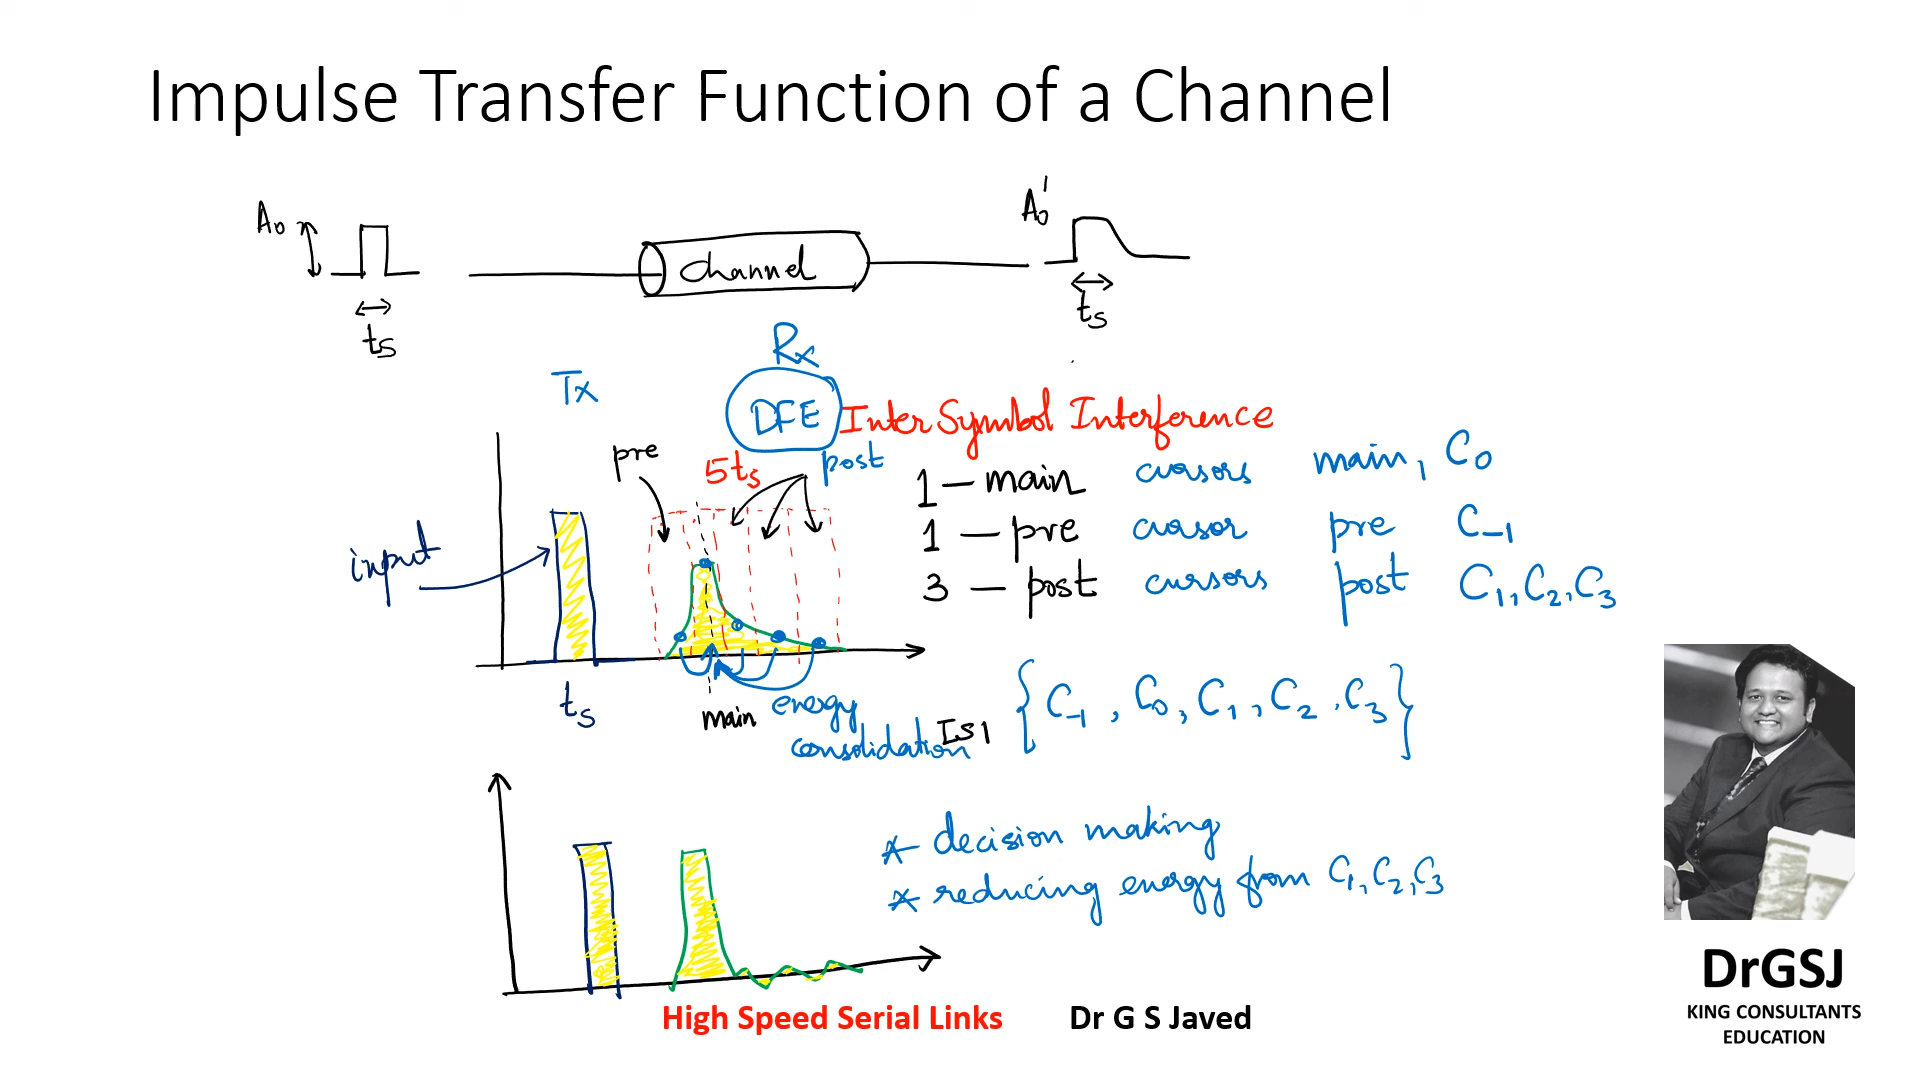 Impulse Transfer Function of a Channel
A0
ts
channel
A0'
ts
Tx
Rx
DFE
Inter Symbol Interference
pre
5ts
post
1 – main cursors main, C0
1 – pre cursor pre C-1
3 – post cursors post C1, C2, C3
input
ts
main
energy
consolidation
ISI
{C-1, C0, C1, C2, C3}
* decision making
* reducing energy from C1, C2, C3
High Speed Serial Links Dr G S Javed
DrGSJ
KING CONSULTANTS
EDUCATION